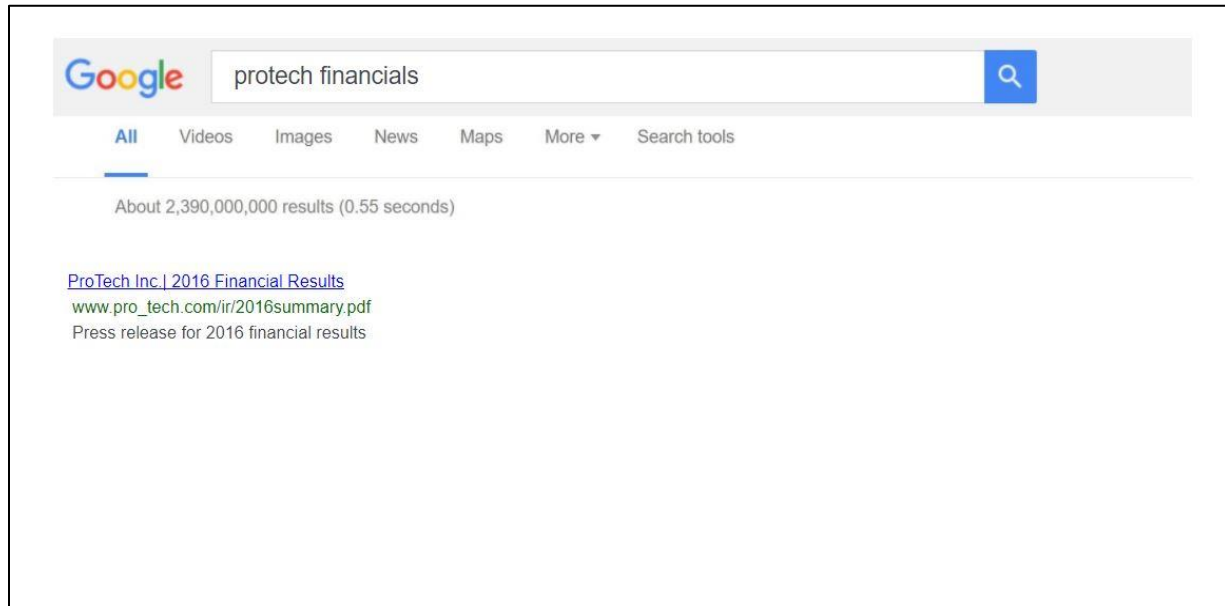 Google protech financials
All Videos Images News Maps More Search tools
About 2,390,000,000 results (0.55 seconds)
ProTech Inc.| 2016 Financial Results
www.pro_tech.com/ir/2016summary.pdf
Press release for 2016 financial results